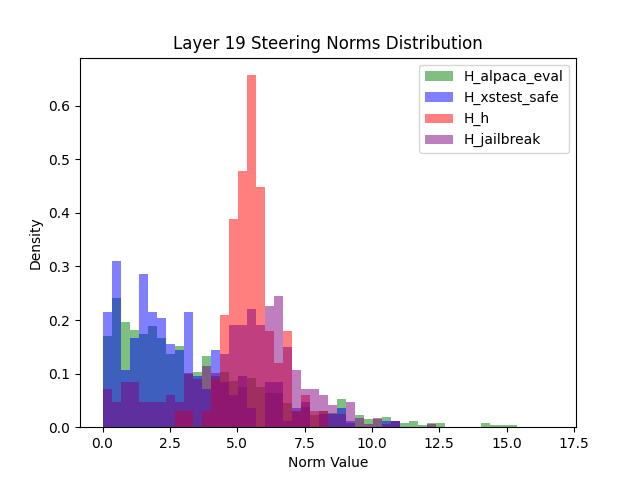 Layer 19 Steering Norms Distribution
H_alpaca_eval
H_xstest_safe
H_h
H_jailbreak
Density
0.6
0.5
0.4
0.3
0.2
0.1
0.0
0.0 2.5 5.0 7.5 10.0 12.5 15.0 17.5
Norm Value